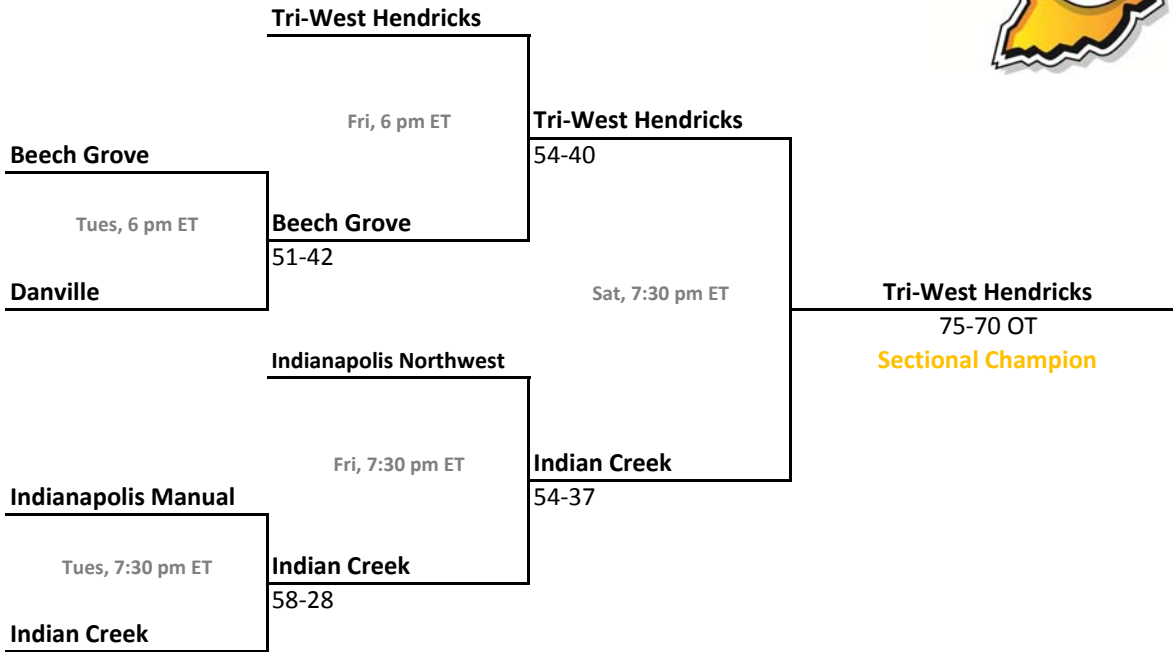 Tri-West Hendricks
Fri, 6 pm ET
Tri-West Hendricks
Beech Grove
54-40
Tues, 6 pm ET
Beech Grove
51-42
Danville
Sat, 7:30 pm ET
Tri-West Hendricks
75-70 OT
Indianapolis Northwest
Sectional Champion
Fri, 7:30 pm ET
Indian Creek
Indianapolis Manual
54-37
Tues, 7:30 pm ET
Indian Creek
58-28
Indian Creek